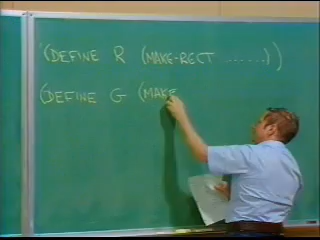 (DEFINE R (MAKE-RECT ......))
(DEFINE G (MAKE